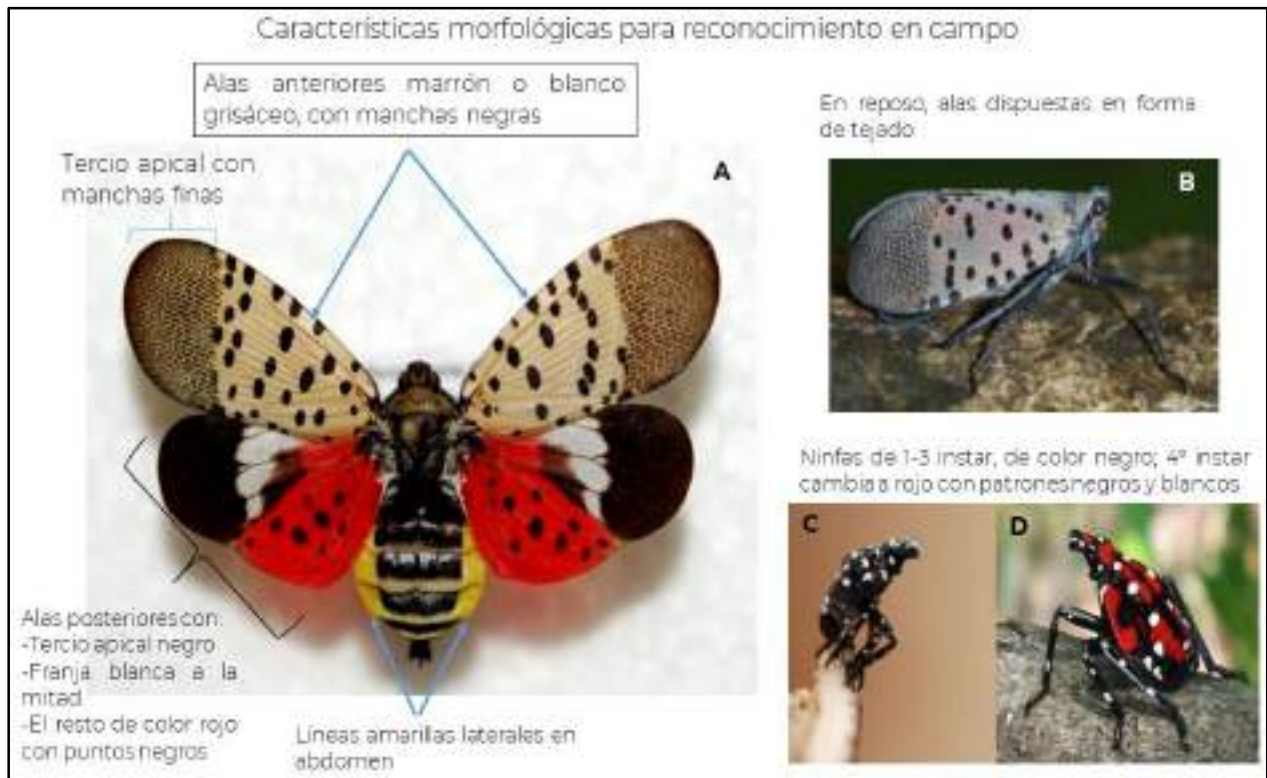 Características morfológicas para reconocimiento en campo
Alas anteriores marrón o blanco
grisáceo, con manchas negras
Tercio apical con
manchas finas
A
En reposo, alas dispuestas en forma
de tejado
B
Ninfas de 1-3 instar, de color negro; 4º instar
cambia a rojo con patrones negros y blancos
C
D
Alas posteriores con:
-Tercio apical negro
-Franja blanca a la
mitad
-El resto de color rojo
con puntos negros
Líneas amarillas laterales en
abdomen